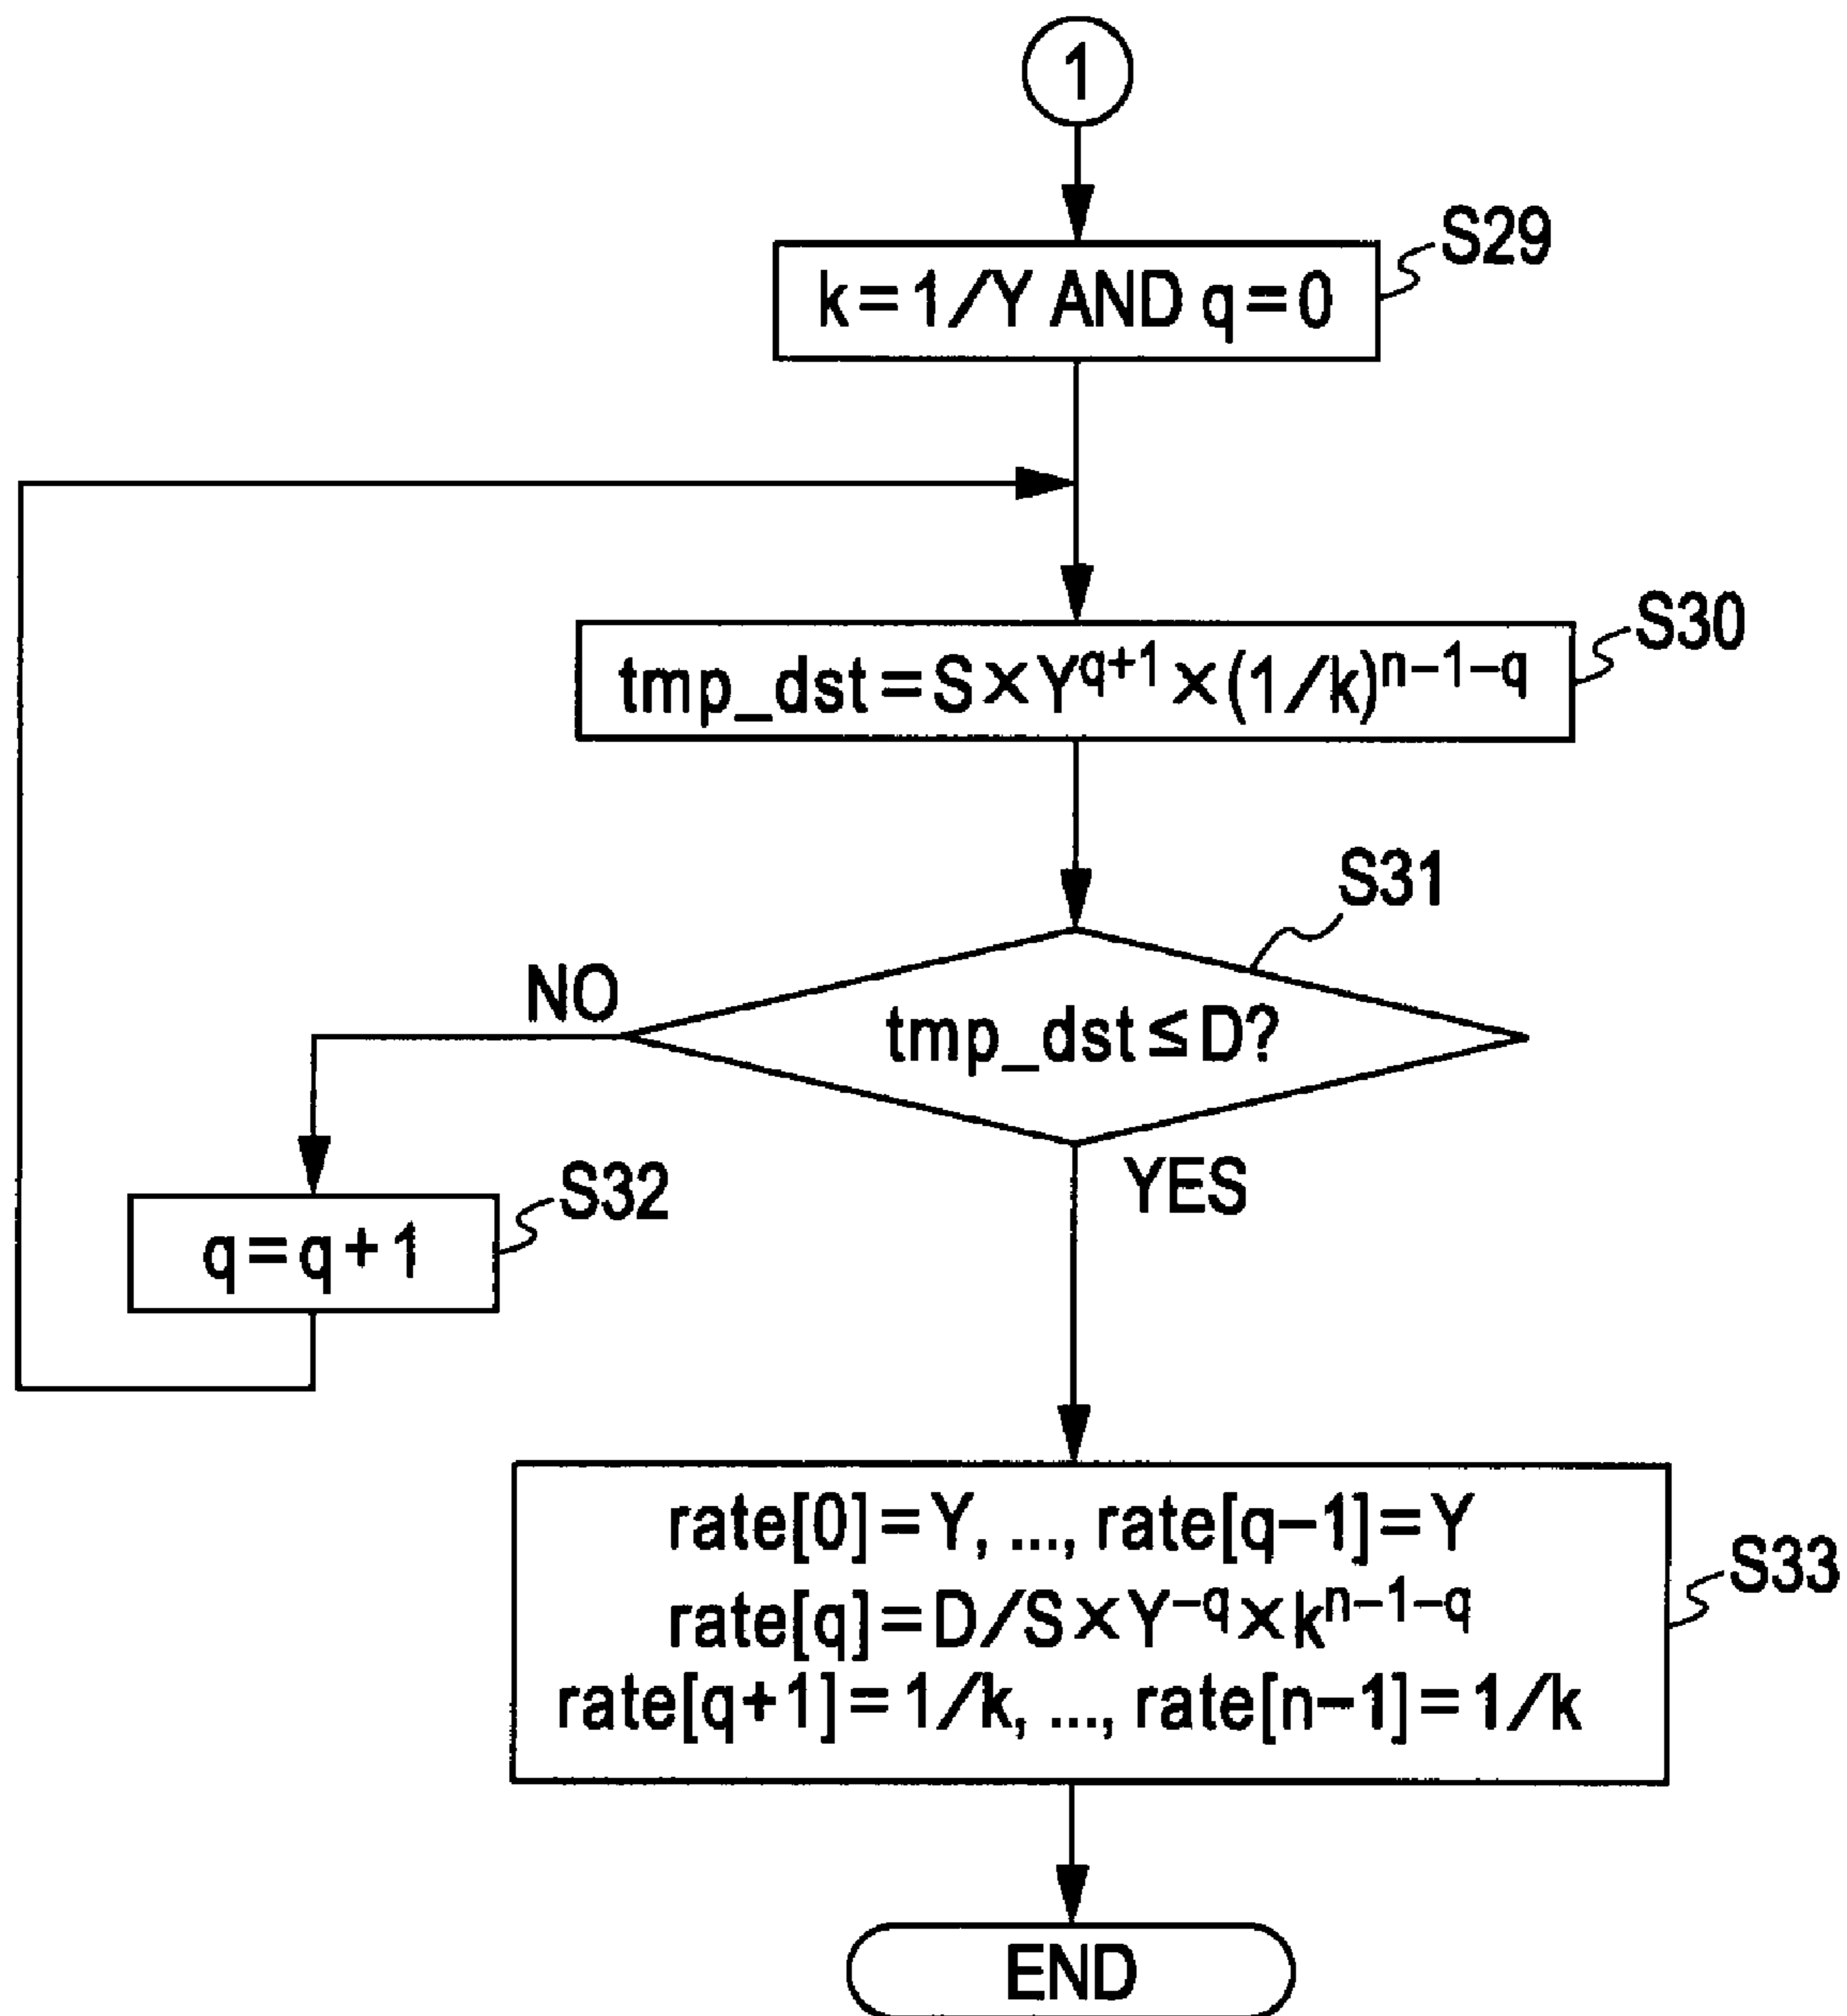 1
S29
k=1/Y AND q=0
S30
tmp_dst=S×Y^{q+1}×(1/k)^{n-1-q}
S31
NO
tmp_dst≤D?
YES
S32
q=q+1
rate[0]=Y, ..., rate[q-1]=Y
S33
rate[q]=D/S×Y^{-q}×k^{n-1-q}
rate[q+1]=1/k, ..., rate[n-1]=1/k
END